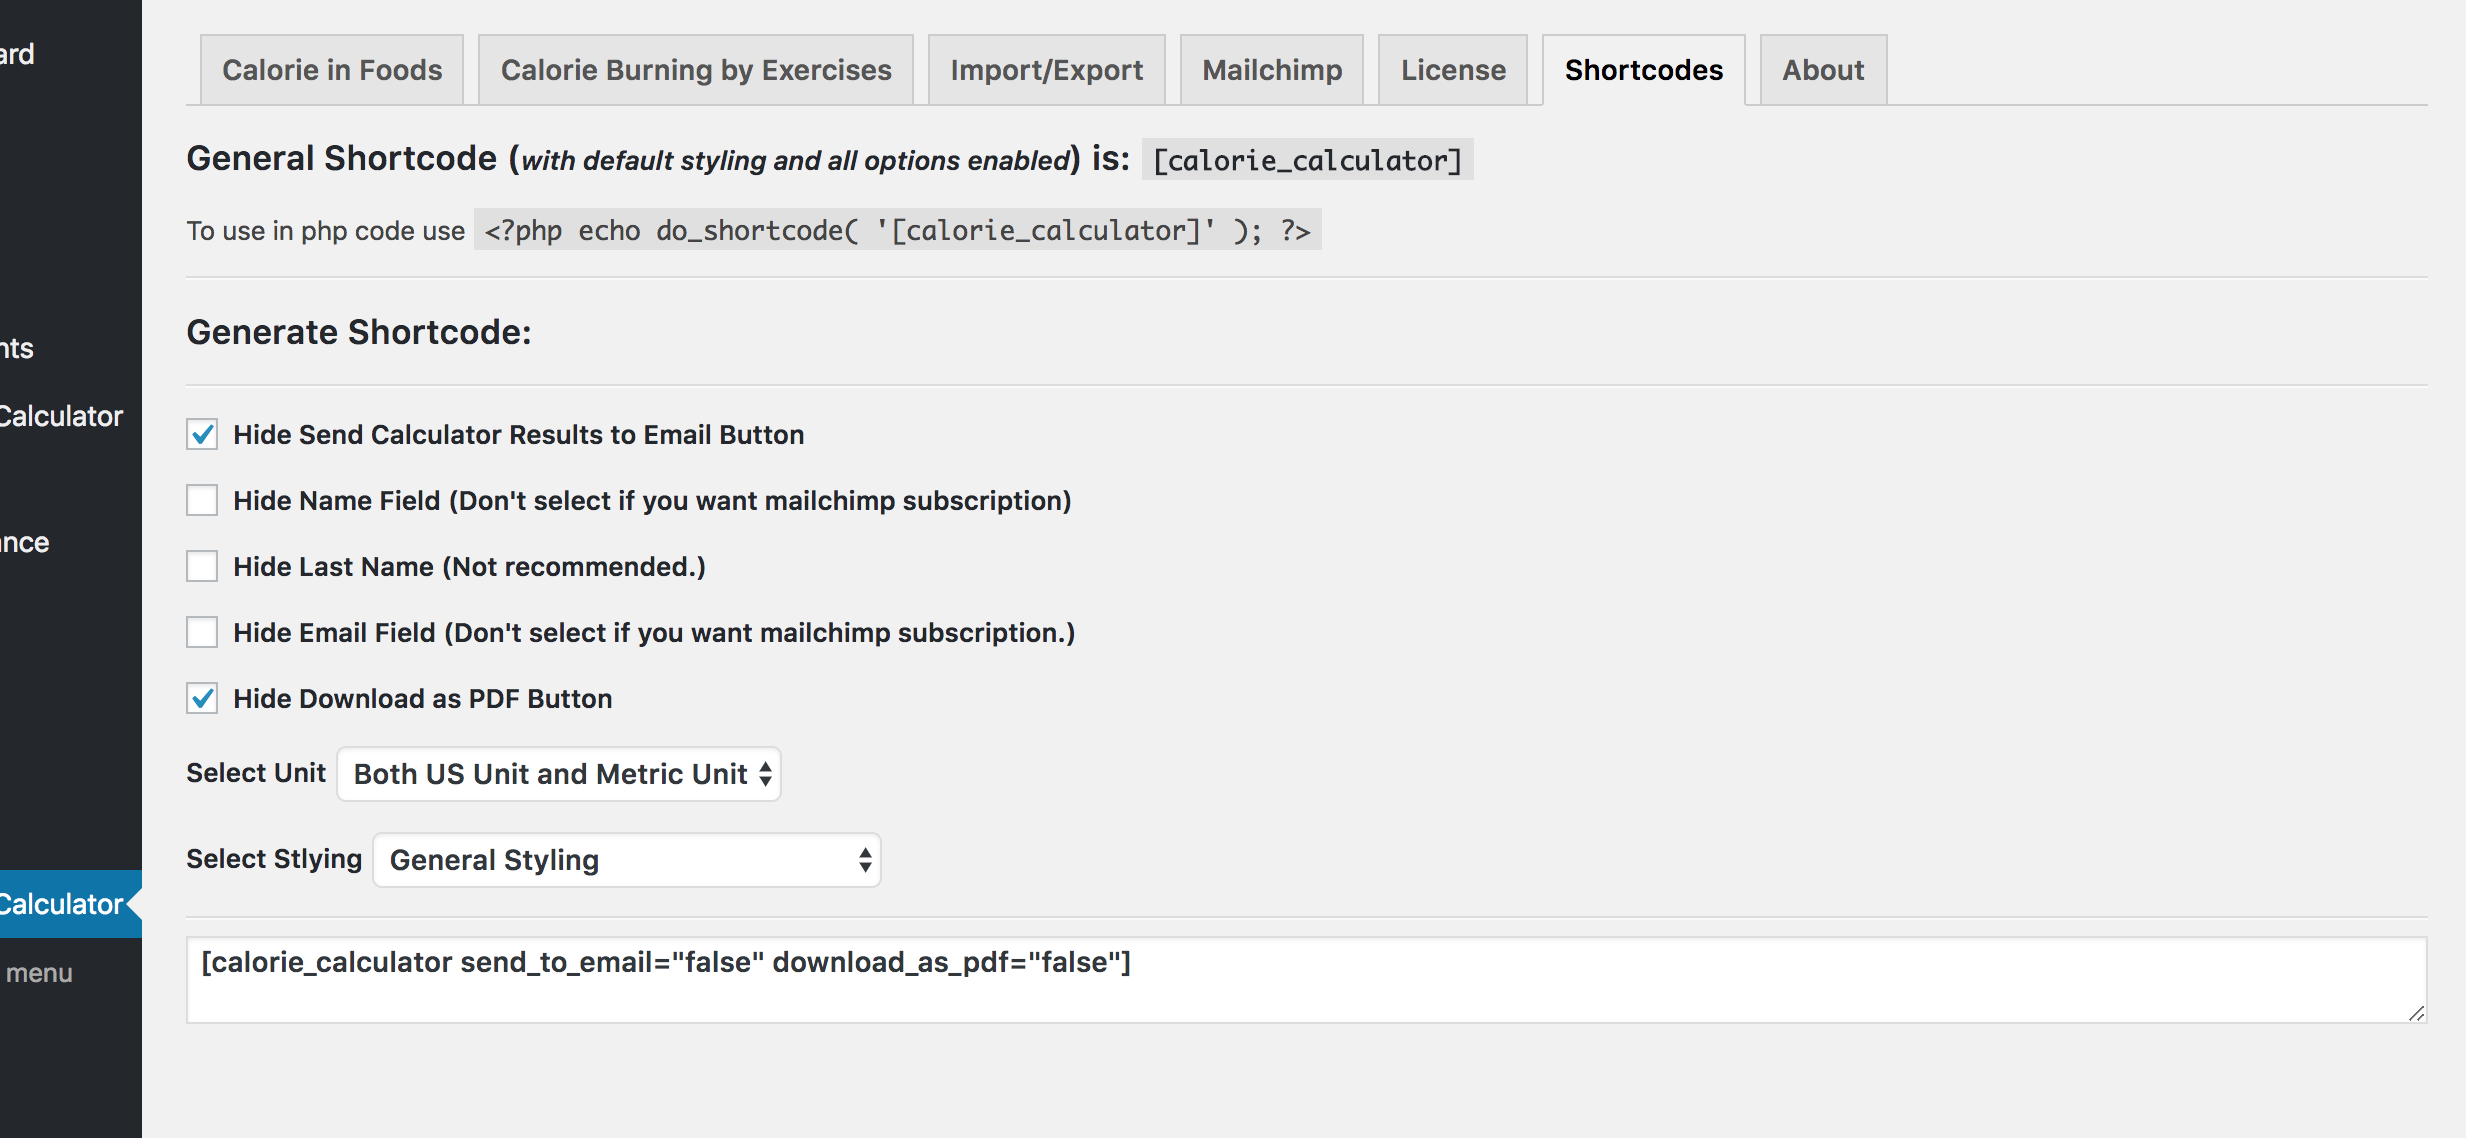 ard
nts
Calculator
ance
Calculator
menu
Calorie in Foods
Calorie Burning by Exercises
Import/Export
Mailchimp
License
Shortcodes
About
General Shortcode (with default styling and all options enabled) is: [calorie_calculator]
To use in php code use <?php echo do_shortcode( '[calorie_calculator]' ); ?>
Generate Shortcode:
Hide Send Calculator Results to Email Button
Hide Name Field (Don't select if you want mailchimp subscription)
Hide Last Name (Not recommended.)
Hide Email Field (Don't select if you want mailchimp subscription.)
Hide Download as PDF Button
Select Unit Both US Unit and Metric Unit
Select Stlying General Styling
[calorie_calculator send_to_email="false" download_as_pdf="false"]